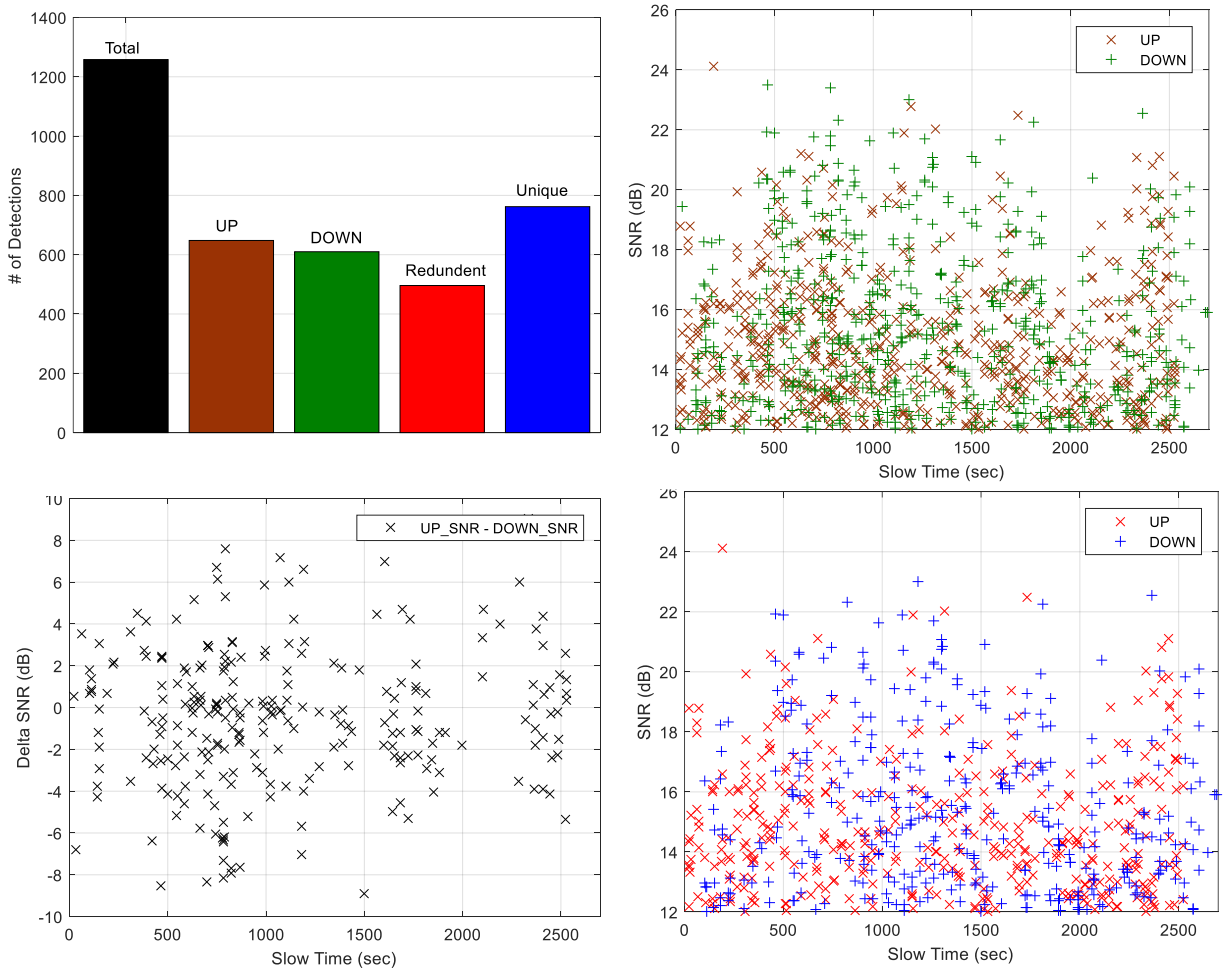 1400
1200
1000
800
600
400
200
0
# of Detections
Total
UP
DOWN
Redundent
Unique
26
24
22
20
18
16
14
12
SNR (dB)
0 500 1000 1500 2000 2500
Slow Time (sec)
UP
DOWN
10
8
6
4
2
0
-2
-4
-6
-8
-10
Delta SNR (dB)
0 500 1000 1500 2000 2500
Slow Time (sec)
UP_SNR - DOWN_SNR
26
24
22
20
18
16
14
12
SNR (dB)
0 500 1000 1500 2000 2500
Slow Time (sec)
UP
DOWN